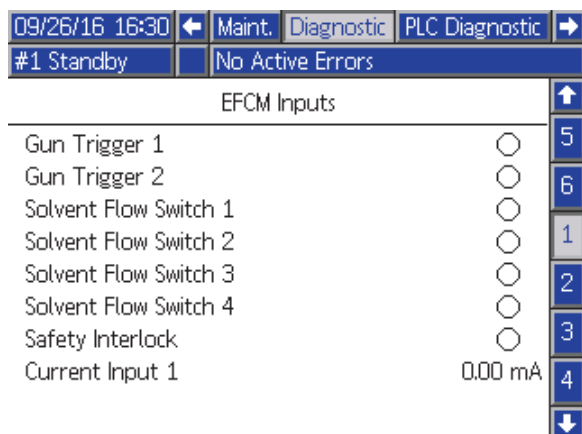 09/26/16 16:30 Maint. Diagnostic PLC Diagnostic
#1 Standby No Active Errors
EFCM Inputs
Gun Trigger 1
Gun Trigger 2
Solvent Flow Switch 1
Solvent Flow Switch 2
Solvent Flow Switch 3
Solvent Flow Switch 4
Safety Interlock
Current Input 1 0.00 mA
5
6
1
2
3
4